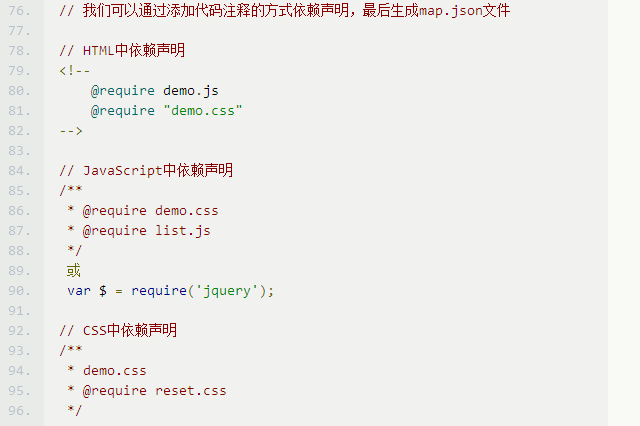 76. // 我们可以通过添加代码注释的方式依赖声明，最后生成map.json文件
77.
78. // HTML中依赖声明
79. <!--
80.     @require demo.js
81.     @require "demo.css"
82. -->
83.
84. // JavaScript中依赖声明
85. /**
86.  * @require demo.css
87.  * @require list.js
88.  */
89.  或
90.  var $ = require('jquery');
91.
92. // CSS中依赖声明
93. /**
94.  * demo.css
95.  * @require reset.css
96.  */